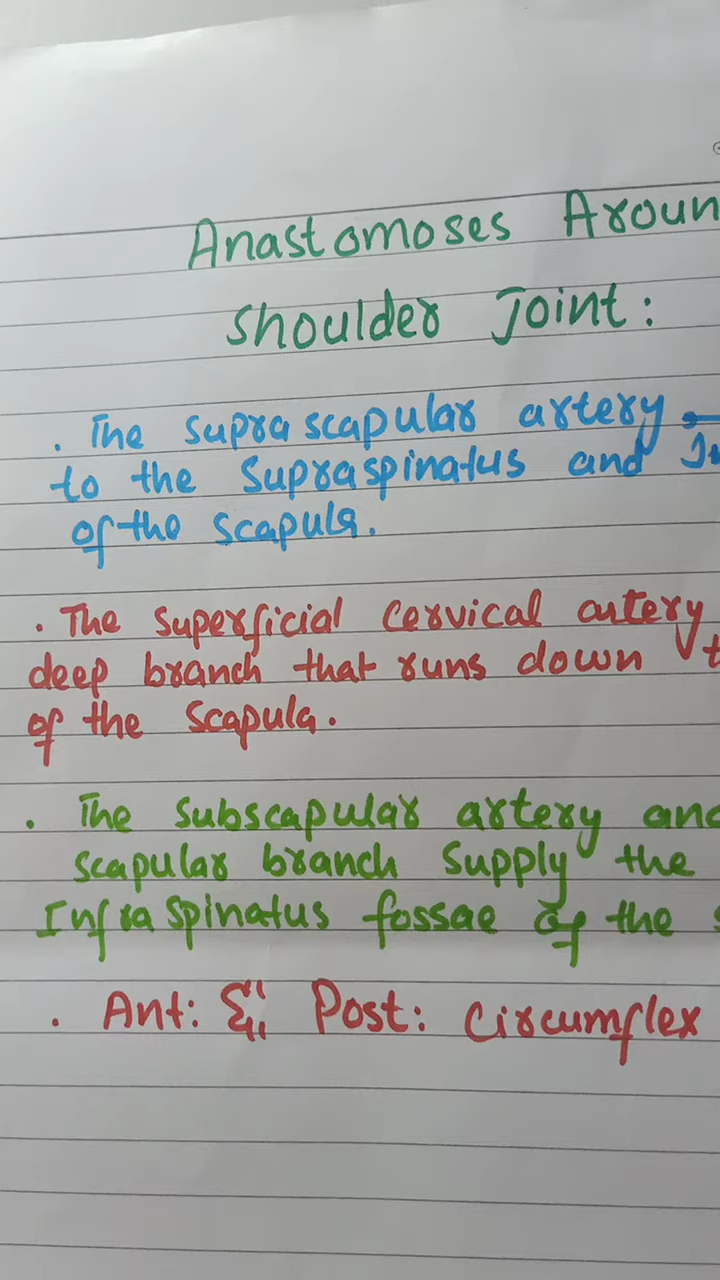 Anastomoses Aroun
Shoulder Joint:
. The Suprascapular artery
to the Supraspinatus and In
of the Scapula.
. The Superficial Cervical artery
deep branch that runs down t
of the Scapula.
. The Subscapular artery and
Scapular branch Supply the
Infraspinatus fossae of the s
. Ant: & Post: Circumflex